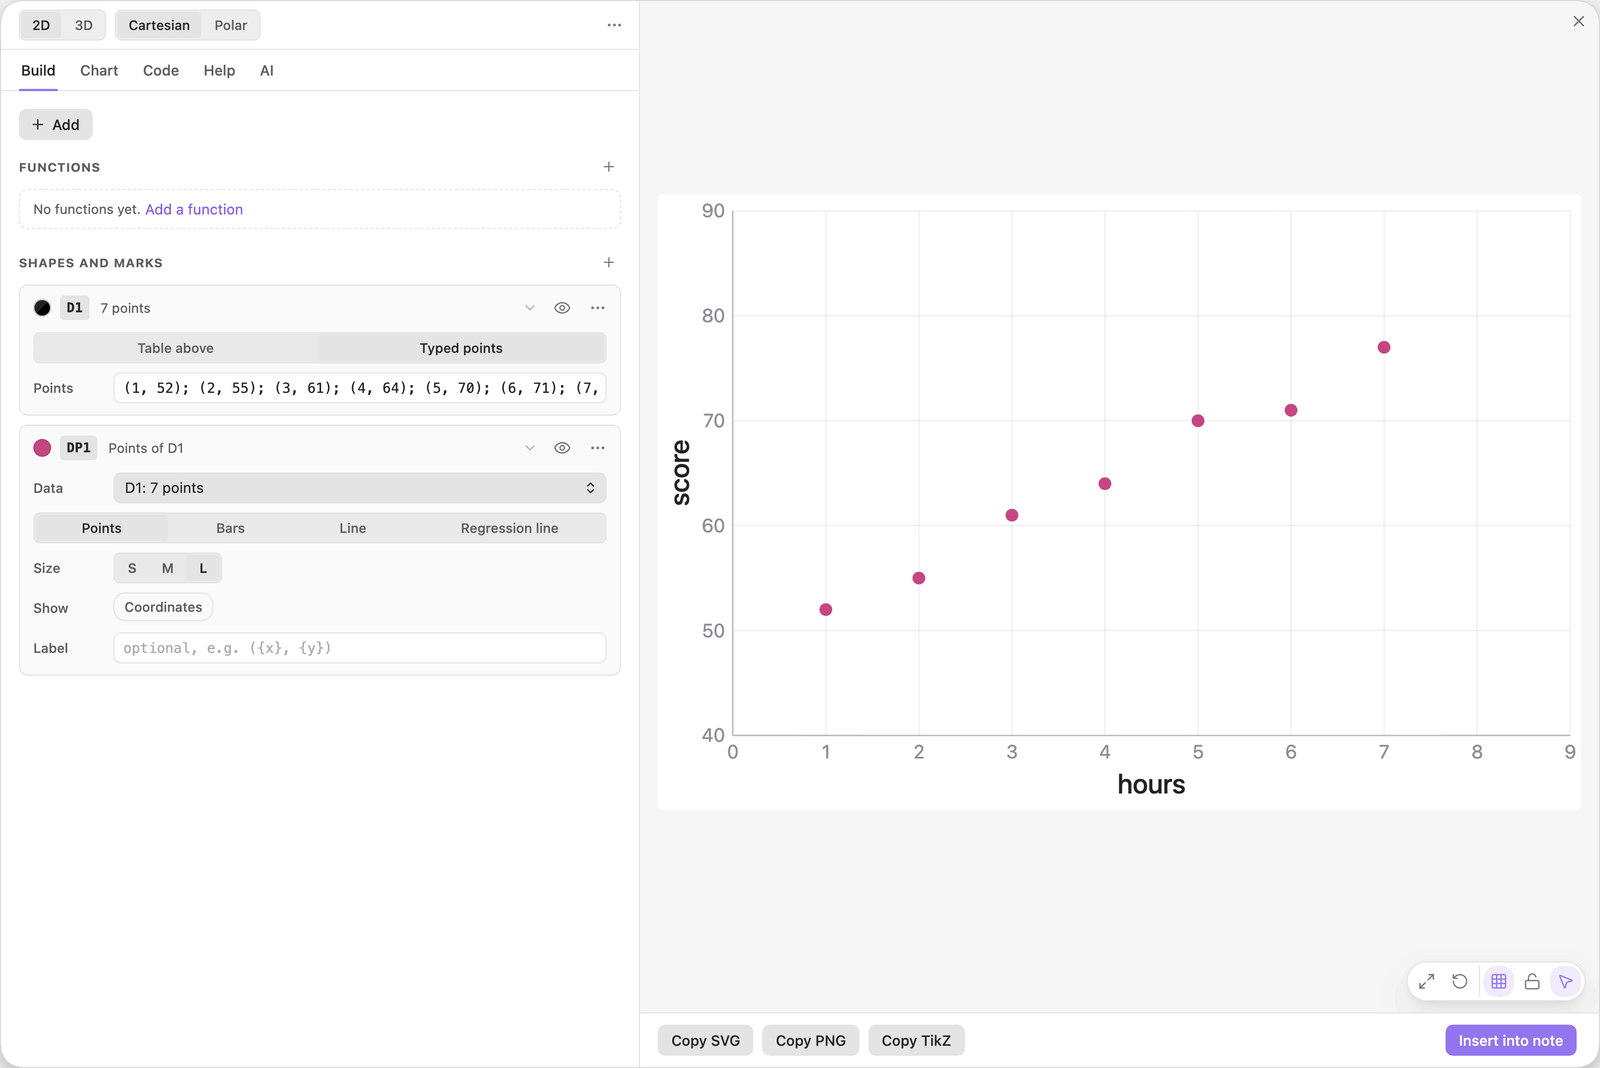 2D 3D Cartesian Polar
Build Chart Code Help AI
+ Add
FUNCTIONS
No functions yet. Add a function
SHAPES AND MARKS
D1 7 points
Table above Typed points
Points (1, 52); (2, 55); (3, 61); (4, 64); (5, 70); (6, 71); (7,
DP1 Points of D1
Data D1: 7 points
Points Bars Line Regression line
Size S M L
Show Coordinates
Label optional, e.g. ({x}, {y})
90
80
70
60
50
40
score
0 1 2 3 4 5 6 7 8 9
hours
Copy SVG Copy PNG Copy TikZ Insert into note